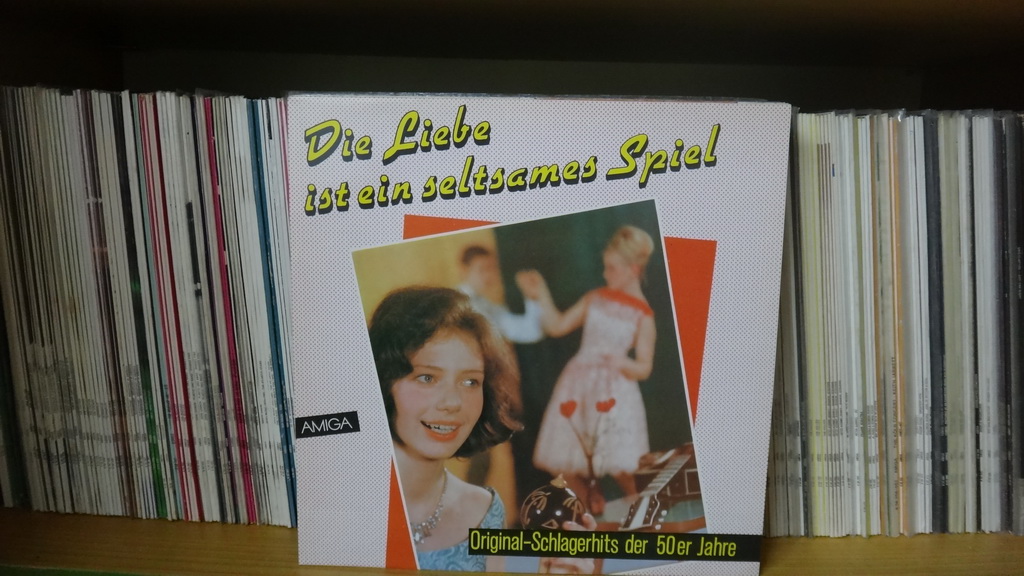 Die Liebe
ist ein seltsames Spiel
AMIGA
Original-Schlagerhits der 50er Jahre